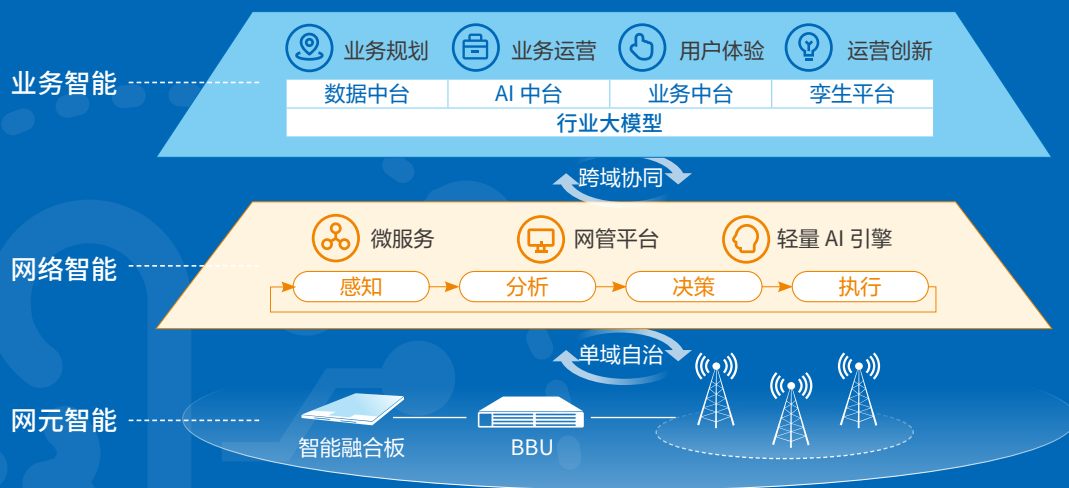 业务规划 业务运营 用户体验 运营创新
业务智能
数据中台 AI 中台 业务中台 孪生平台
行业大模型
跨域协同
微服务 网管平台 轻量 AI 引擎
网络智能
感知 分析 决策 执行
单域自治
网元智能
智能融合板 BBU